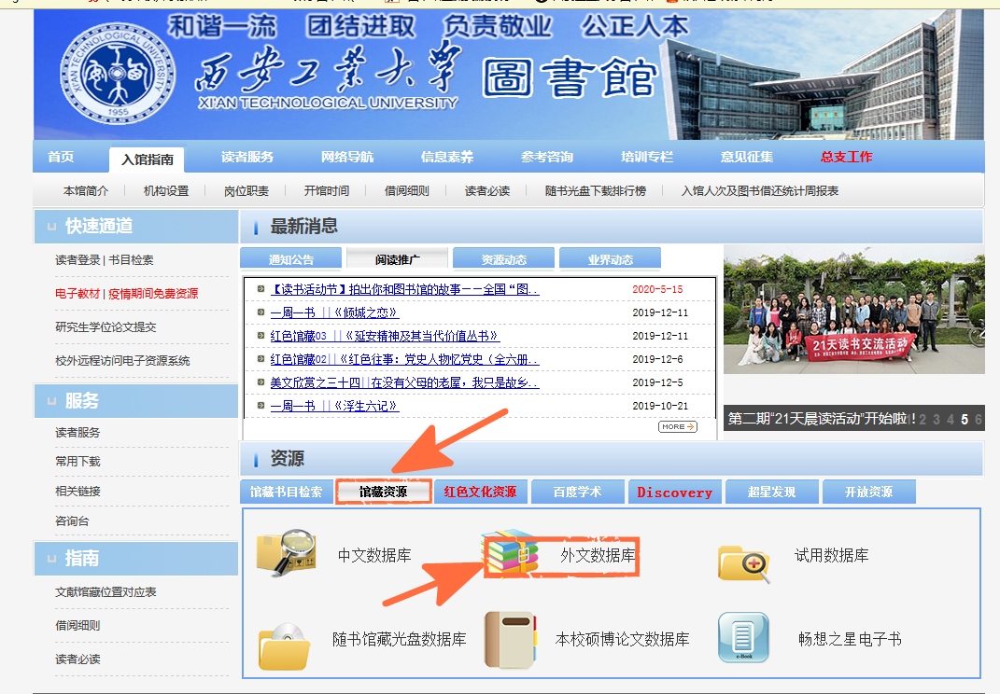 和谐一流 团结进取 负责敬业 公正人本
西安工业大学 圖書館
XI'AN TECHNOLOGICAL UNIVERSITY
XI'AN TECHNOLOGICAL UNIVERSITY
1955
首页 入馆指南 读者服务 网络导航 信息素养 参考咨询 培训专栏 意见征集 总支工作
本馆简介 机构设置 岗位职责 开馆时间 借阅细则 读者必读 随书光盘下载排行榜 入馆人次及图书借还统计周报表
快速通道
读者登录 | 书目检索
电子教材 | 疫情期间免费资源
研究生学位论文提交
校外远程访问电子资源系统
服务
读者服务
常用下载
相关链接
咨询台
指南
文献馆藏位置对应表
借阅细则
读者必读
最新消息
通知公告 阅读推广 资源动态 业界动态
【读书活动节】拍出你和图书馆的故事——全国“图.. 2020-5-15
一周一书 ||《倾城之恋》 2019-12-11
红色馆藏03 ||《延安精神及其当代价值丛书》 2019-12-11
红色馆藏02||《红色往事：党史人物忆党史（全六册.. 2019-12-6
美文欣赏之三十四||在没有父母的老屋，我只是故乡.. 2019-12-5
一周一书 ||《浮生六记》 2019-10-21
MORE
21天读书交流活动
第二期“21天晨读活动”开始啦！ 2 3 4 5 6
资源
馆藏书目检索 馆藏资源 红色文化资源 百度学术 Discovery 超星发现 开放资源
中文数据库 外文数据库 试用数据库
随书馆藏光盘数据库 本校硕博论文数据库 畅想之星电子书
e-Book